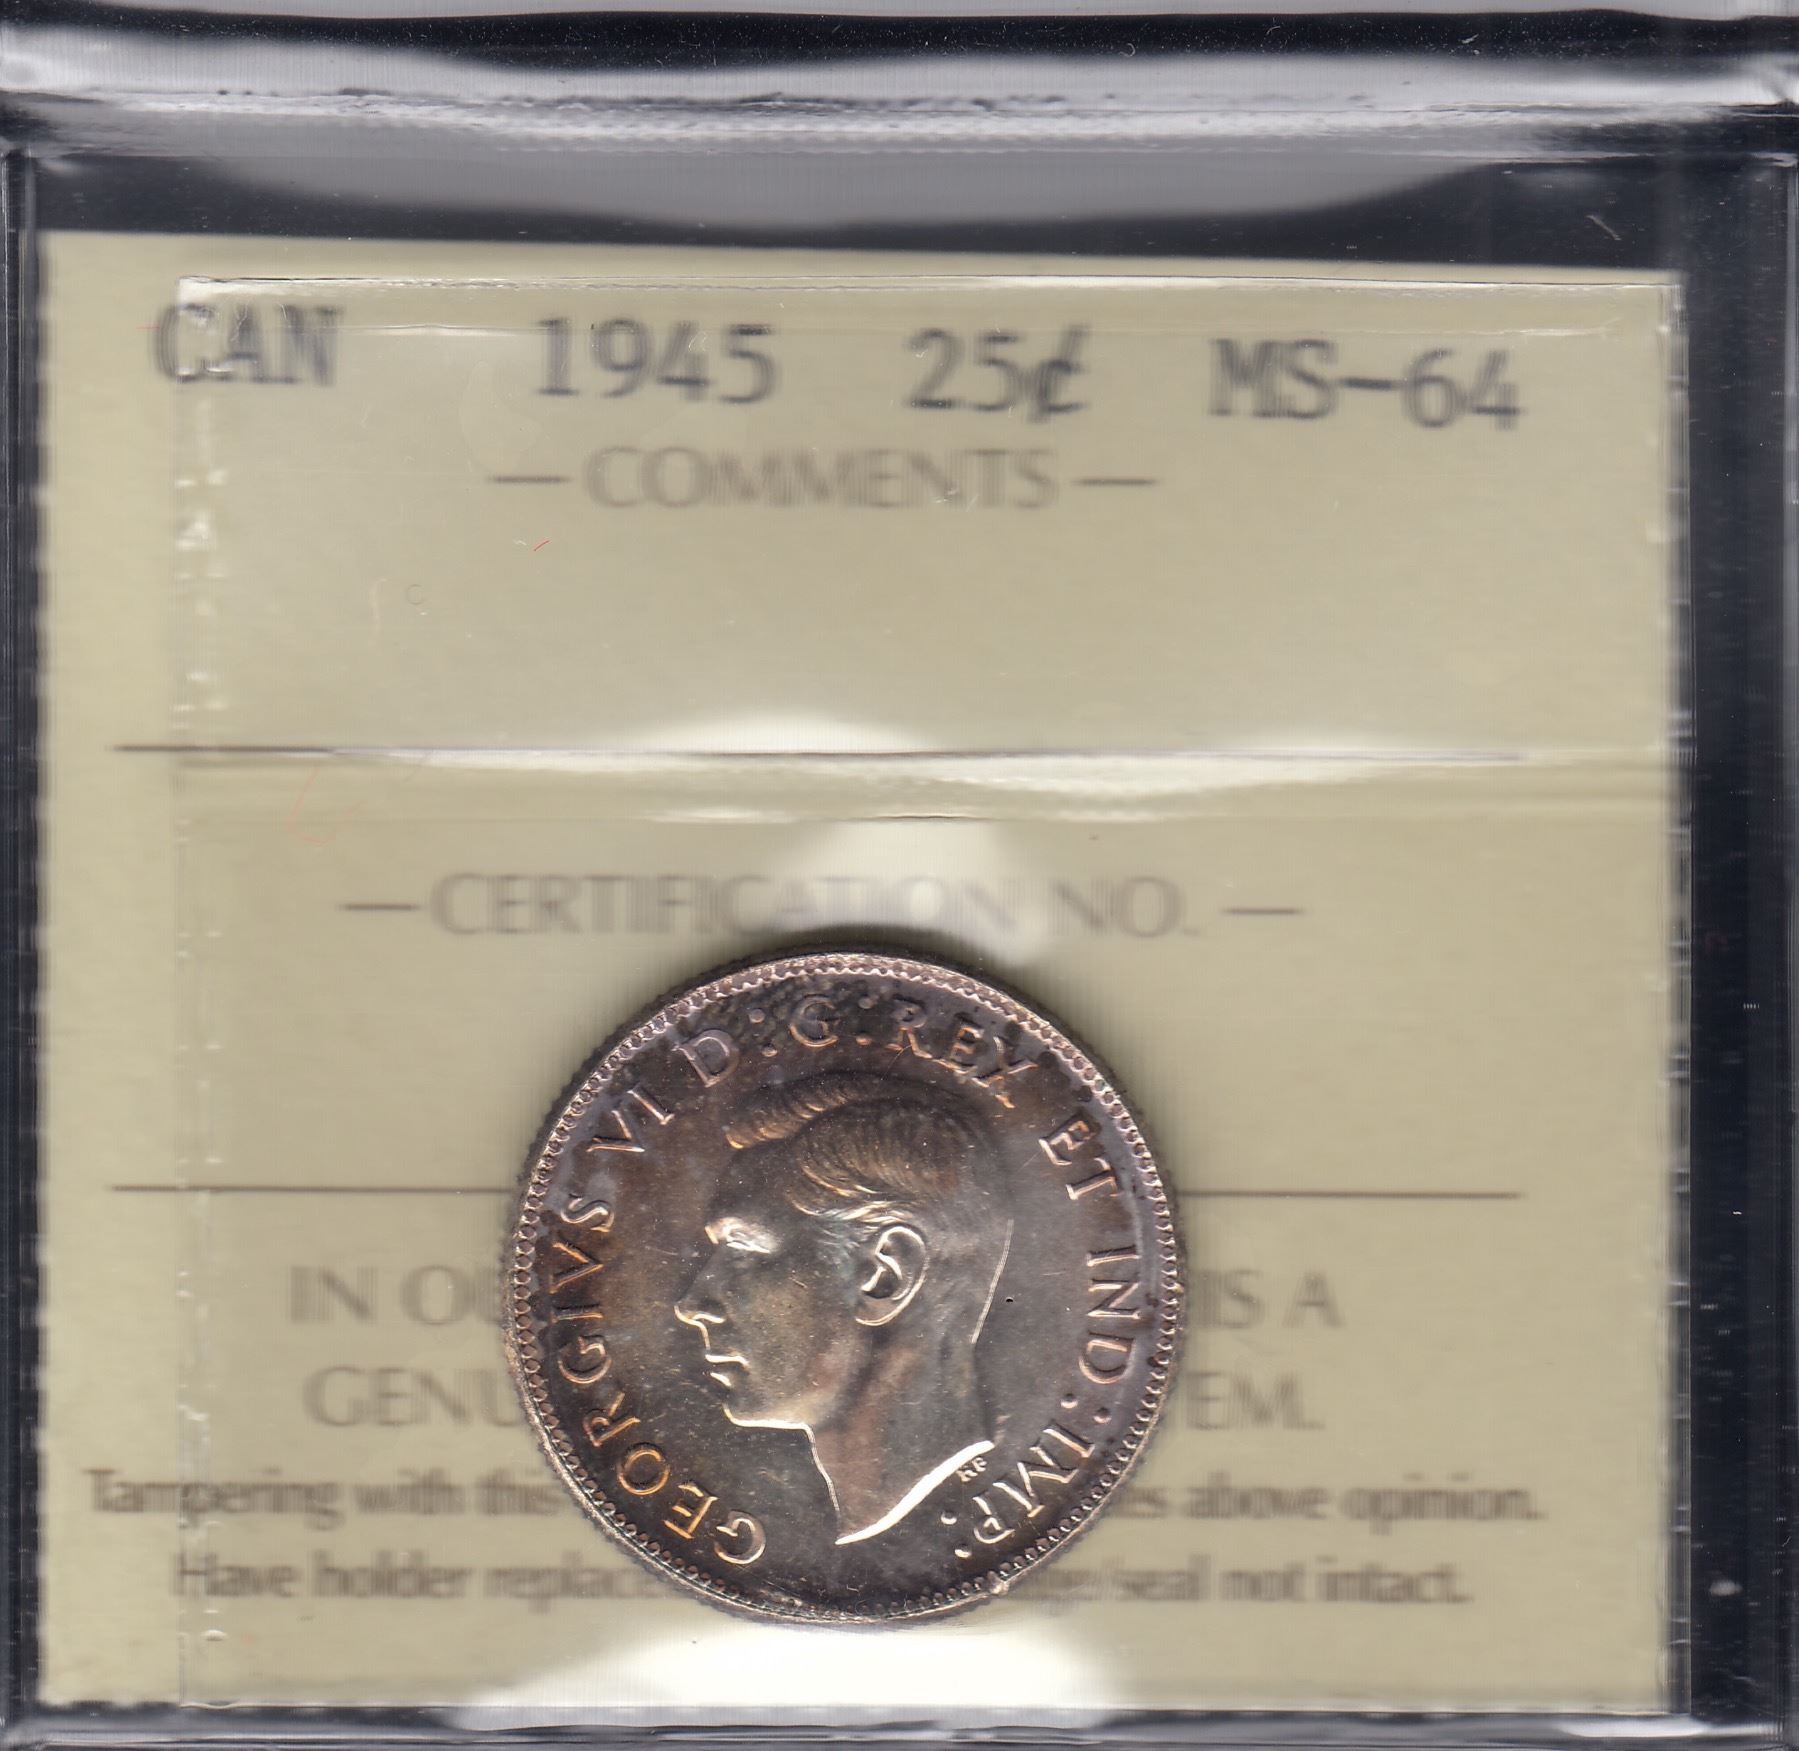 CAN 1945 25¢ MS-64
— COMMENTS —
— CERTIFICATION NO. —
GEORGIVS VI D:G:REX ET IND:IMP:
HP
IN O IS A
GENU EM.
Tampering with this es above opinion.
Have holder replace seal not intact.